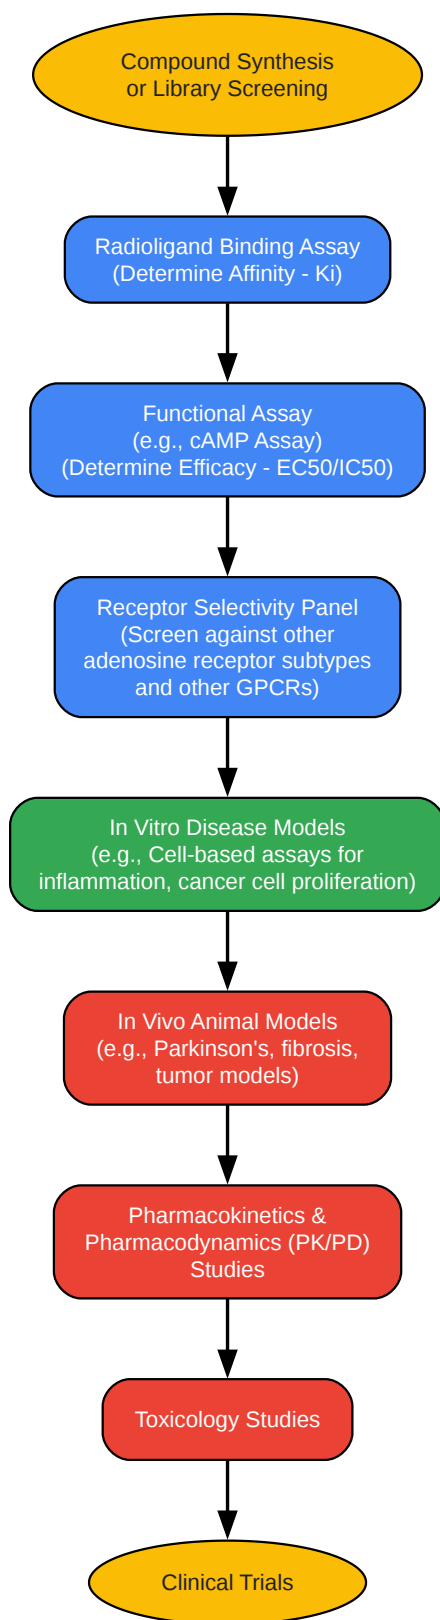 Compound Synthesis
or Library Screening
Radioligand Binding Assay
(Determine Affinity - Ki)
Functional Assay
(e.g., cAMP Assay)
(Determine Efficacy - EC50/IC50)
Receptor Selectivity Panel
(Screen against other
adenosine receptor subtypes
and other GPCRs)
In Vitro Disease Models
(e.g., Cell-based assays for
inflammation, cancer cell proliferation)
In Vivo Animal Models
(e.g., Parkinson's, fibrosis,
tumor models)
Pharmacokinetics &
Pharmacodynamics (PK/PD)
Studies
Toxicology Studies
Clinical Trials